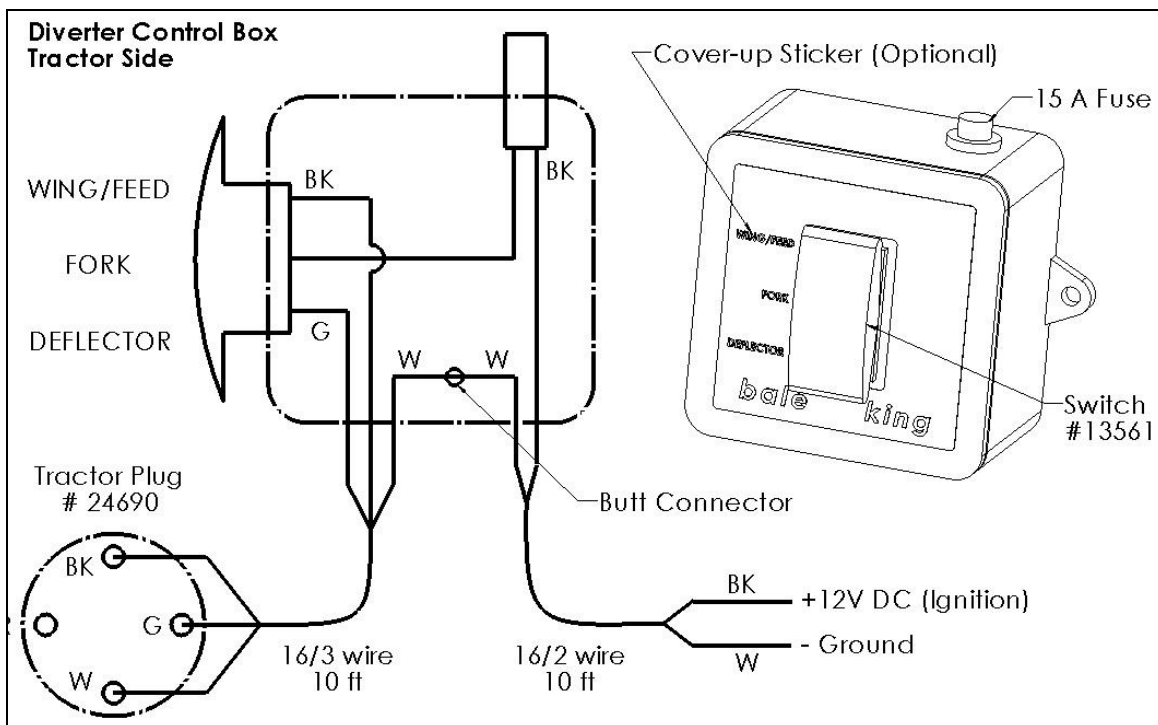 Diverter Control Box
Tractor Side
Cover-up Sticker (Optional)
15 A Fuse
WING/FEED
FORK
DEFLECTOR
BK
BK
G
W
W
WING/FEED
FORK
DEFLECTOR
bale king
Switch
#13561
Butt Connector
Tractor Plug
# 24690
BK
G
W
16/3 wire
10 ft
16/2 wire
10 ft
BK
+12V DC (Ignition)
- Ground
W